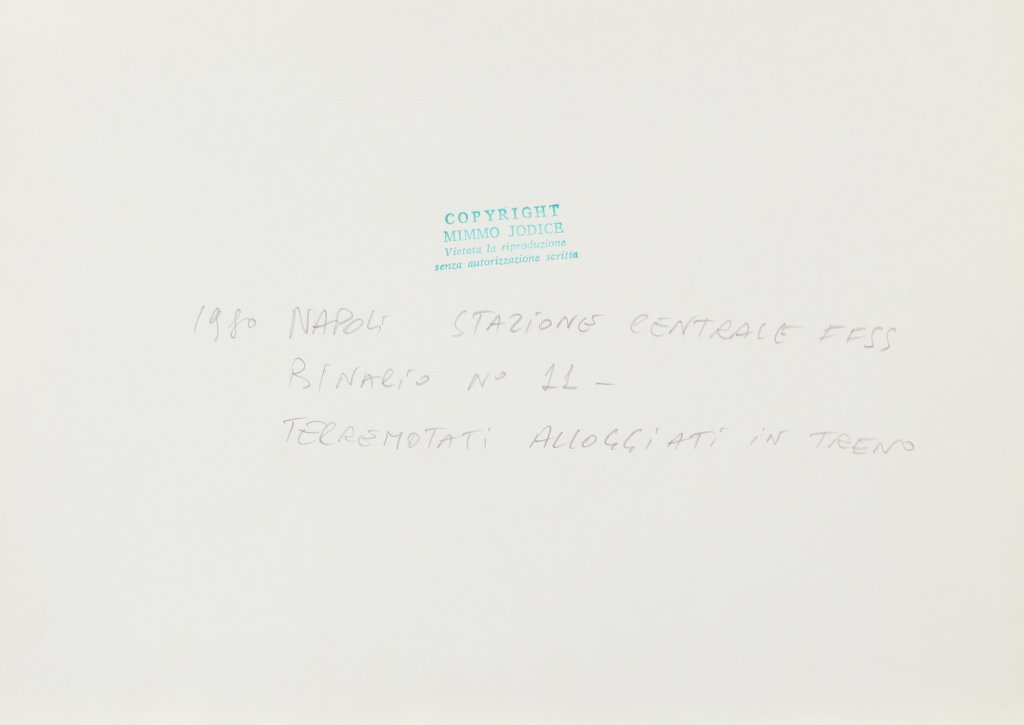 COPYRIGHT
MIMMO JODICE
Vietata la riproduzione
senza autorizzazione scritta
1980 NAPOLi STAZiONE CENTRALE FFSS
BINARiO Nº 11 –
TERREMOTATi ALLOGGiATi iN TRENO